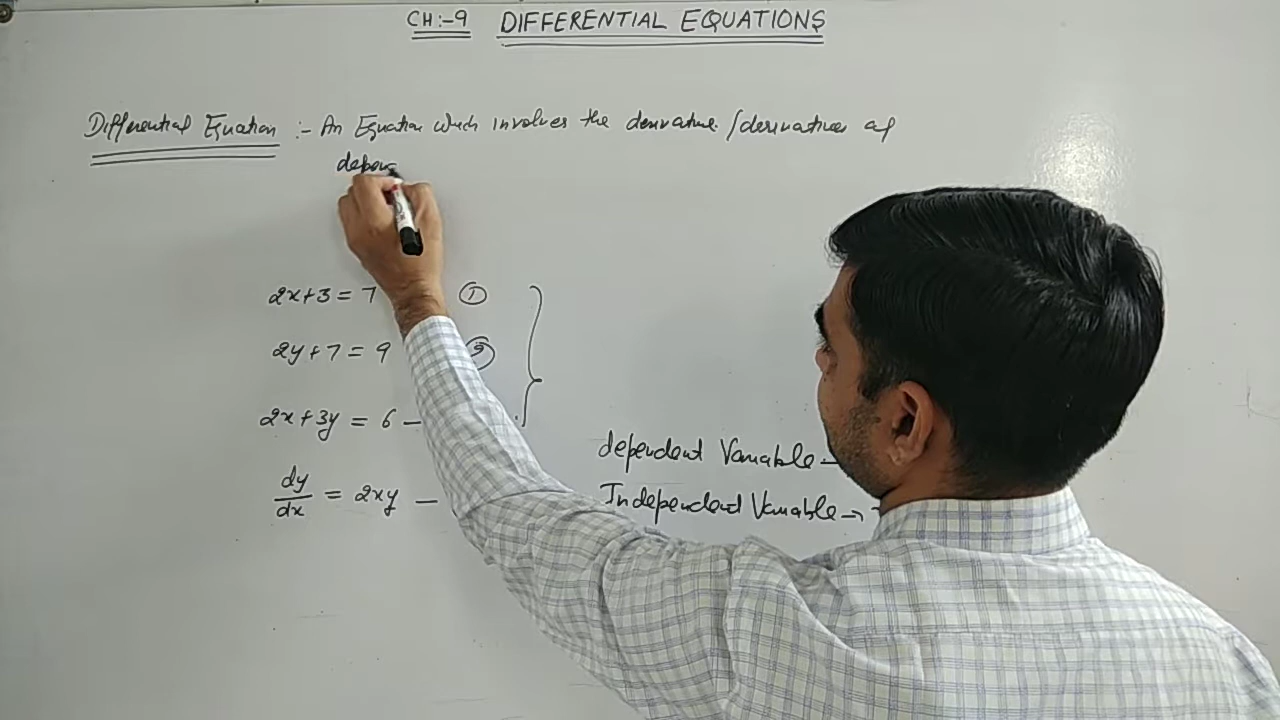 CH:-9 DIFFERENTIAL EQUATIONS
Differential Equation :- An Equation which involves the derivative / derivatives of
depen
2x+3 = 7 ①
2y+7 = 9 ②
2x+3y = 6 –
dy/dx = 2xy –
dependent Variable →
Independent Variable →